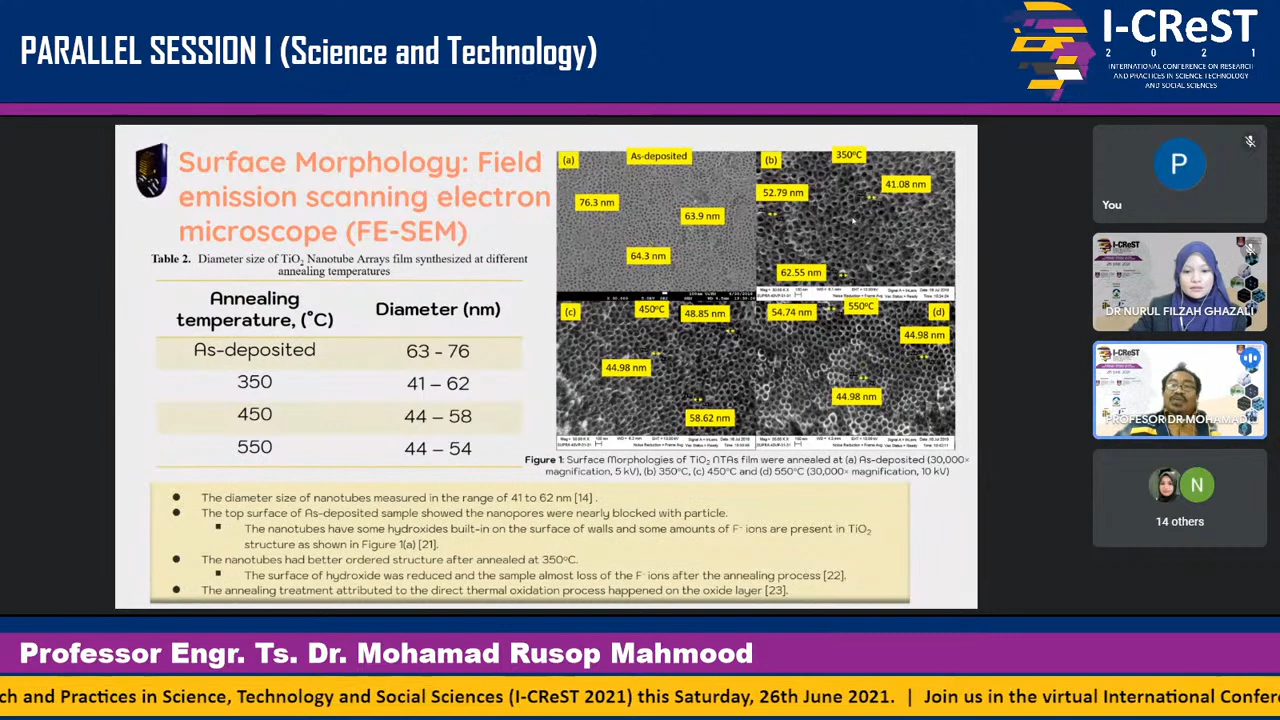 PARALLEL SESSION I (Science and Technology)
I-CReST
2 0 2 1
INTERNATIONAL CONFERENCE ON RESEARCH
AND PRACTICES IN SCIENCE TECHNOLOGY
AND SOCIAL SCIENCES
Surface Morphology: Field
emission scanning electron
microscope (FE-SEM)
Table 2. Diameter size of TiO₂ Nanotube Arrays film synthesized at different
annealing temperatures
Annealing
temperature, (˚C)
Diameter (nm)
As-deposited 63 - 76
350 41 – 62
450 44 – 58
550 44 – 54
(a) As-deposited
76.3 nm
63.9 nm
64.3 nm
(b) 350ºC
52.79 nm
41.08 nm
62.55 nm
(c) 450ºC
48.85 nm
44.98 nm
58.62 nm
54.74 nm 550ºC (d)
44.98 nm
44.98 nm
Figure 1: Surface Morphologies of TiO₂ NTAs film were annealed at (a) As-deposited (30,000×
magnification, 5 kV), (b) 350ºC, (c) 450ºC and (d) 550ºC (30,000× magnification, 10 kV)
● The diameter size of nanotubes measured in the range of 41 to 62 nm [14] .
● The top surface of As-deposited sample showed the nanopores were nearly blocked with particle.
▪ The nanotubes have some hydroxides built-in on the surface of walls and some amounts of F⁻ ions are present in TiO₂
structure as shown in Figure 1(a) [21].
● The nanotubes had better ordered structure after annealed at 350ºC.
▪ The surface of hydroxide was reduced and the sample almost loss of the F⁻ ions after the annealing process [22].
● The annealing treatment attributed to the direct thermal oxidation process happened on the oxide layer [23].
P
You
DR NURUL FILZAH GHAZALI
PROFESOR DR MOHAMAD
N
14 others
Professor Engr. Ts. Dr. Mohamad Rusop Mahmood
ch and Practices in Science, Technology and Social Sciences (I-CReST 2021) this Saturday, 26th June 2021. | Join us in the virtual International Confere